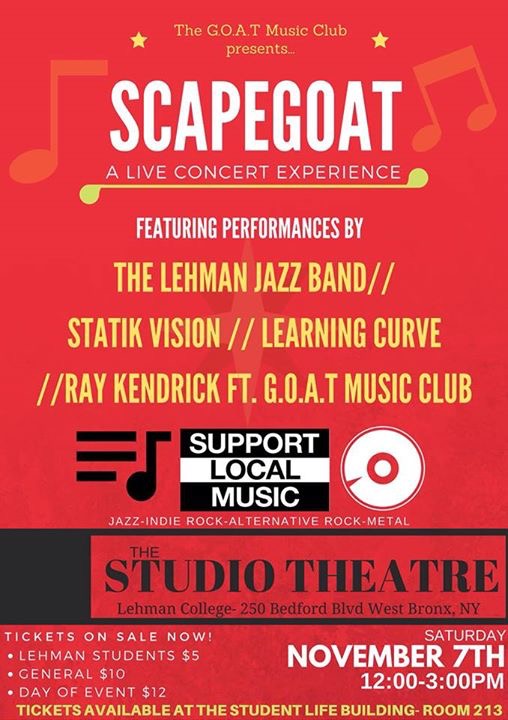 The G.O.A.T Music Club
presents...
SCAPEGOAT
A LIVE CONCERT EXPERIENCE
FEATURING PERFORMANCES BY
THE LEHMAN JAZZ BAND//
STATIK VISION // LEARNING CURVE
//RAY KENDRICK FT. G.O.A.T MUSIC CLUB
SUPPORT
LOCAL
MUSIC
JAZZ-INDIE ROCK-ALTERNATIVE ROCK-METAL
THE
STUDIO THEATRE
Lehman College- 250 Bedford Blvd West Bronx, NY
TICKETS ON SALE NOW!
• LEHMAN STUDENTS $5
• GENERAL $10
• DAY OF EVENT $12
SATURDAY
NOVEMBER 7TH
12:00-3:00PM
TICKETS AVAILABLE AT THE STUDENT LIFE BUILDING- ROOM 213